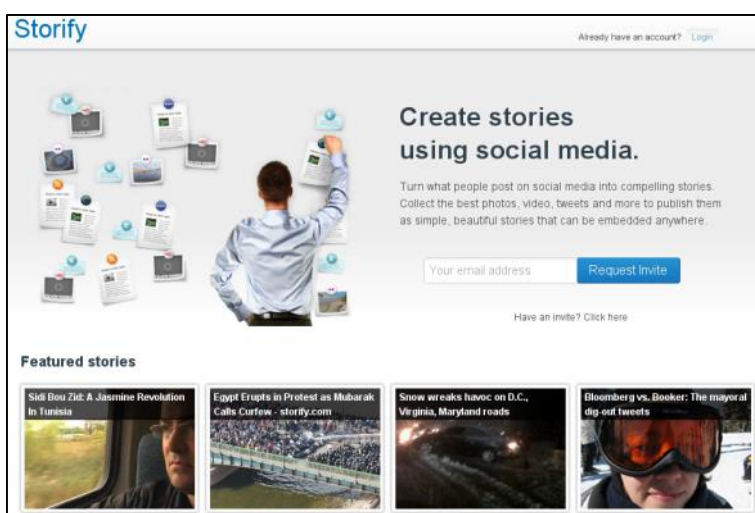 Storify
Already have an account? Login
Create stories
using social media.
Turn what people post on social media into compelling stories.
Collect the best photos, video, tweets and more to publish them
as simple, beautiful stories that can be embedded anywhere.
Your email address
Request Invite
Have an invite? Click here
Featured stories
Sidi Bou Zid: A Jasmine Revolution
in Tunisia
Egypt Erupts in Protest as Mubarak
Calls Curfew - storify.com
Snow wreaks havoc on D.C.,
Virginia, Maryland roads
Bloomberg vs. Booker: The mayoral
dig-out tweets